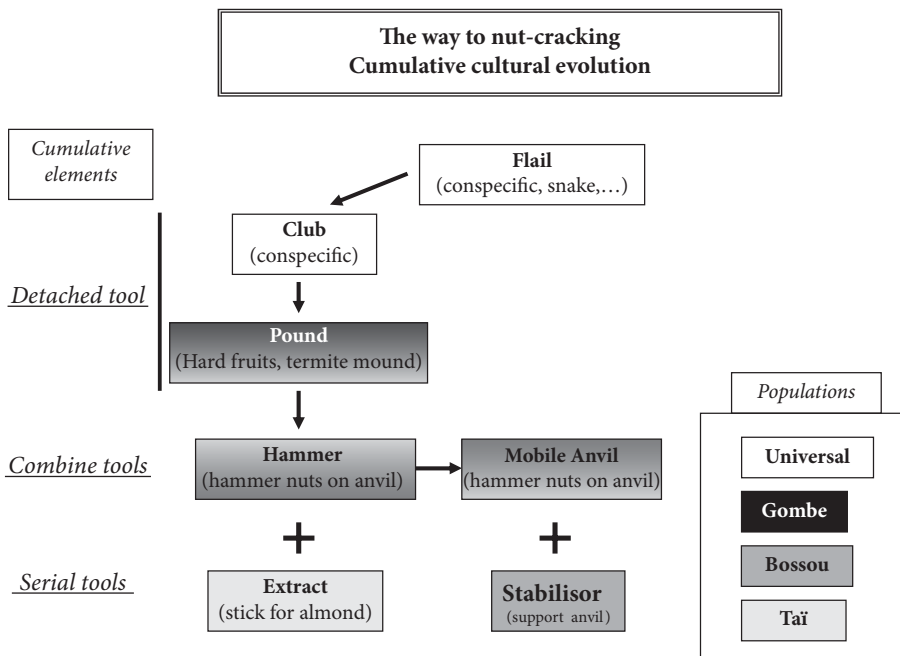 The way to nut-cracking
Cumulative cultural evolution
Cumulative
elements
Flail
(conspecific, snake,…)
Club
(conspecific)
Detached tool
Pound
(Hard fruits, termite mound)
Populations
Combine tools
Hammer
(hammer nuts on anvil)
Mobile Anvil
(hammer nuts on anvil)
Universal
Gombe
+
+
Bossou
Serial tools
Extract
(stick for almond)
Stabilisor
(support anvil)
Taï